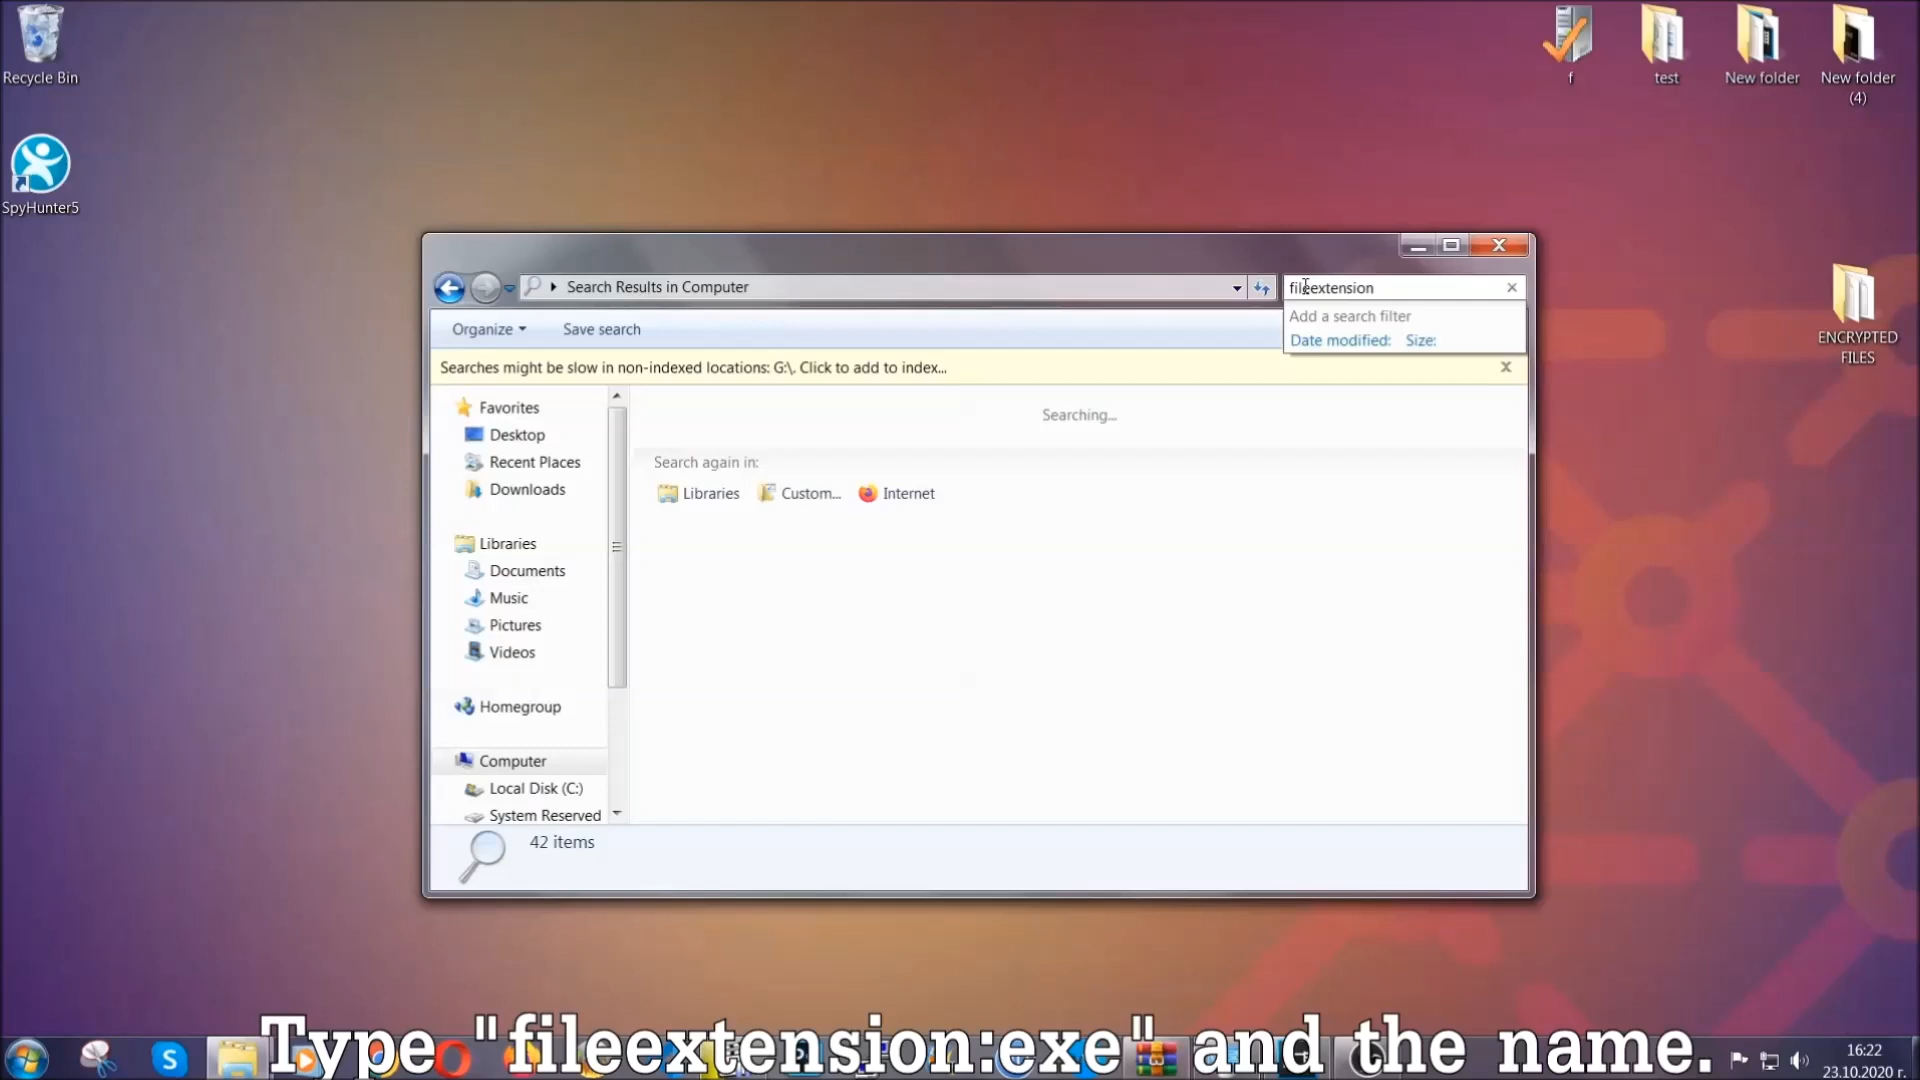 Recycle Bin
SpyHunter5
f
test
New folder
New folder
(4)
ENCRYPTED
FILES
Search Results in Computer
fileextension
Add a search filter
Date modified: Size:
Organize
Save search
Searches might be slow in non-indexed locations: G:\. Click to add to index...
Favorites
Desktop
Recent Places
Downloads
Libraries
Documents
Music
Pictures
Videos
Homegroup
Computer
Local Disk (C:)
System Reserved
Searching...
Search again in:
Libraries
Custom...
Internet
42 items
Type "fileextension:exe" and the name.
16:22
23.10.2020 г.